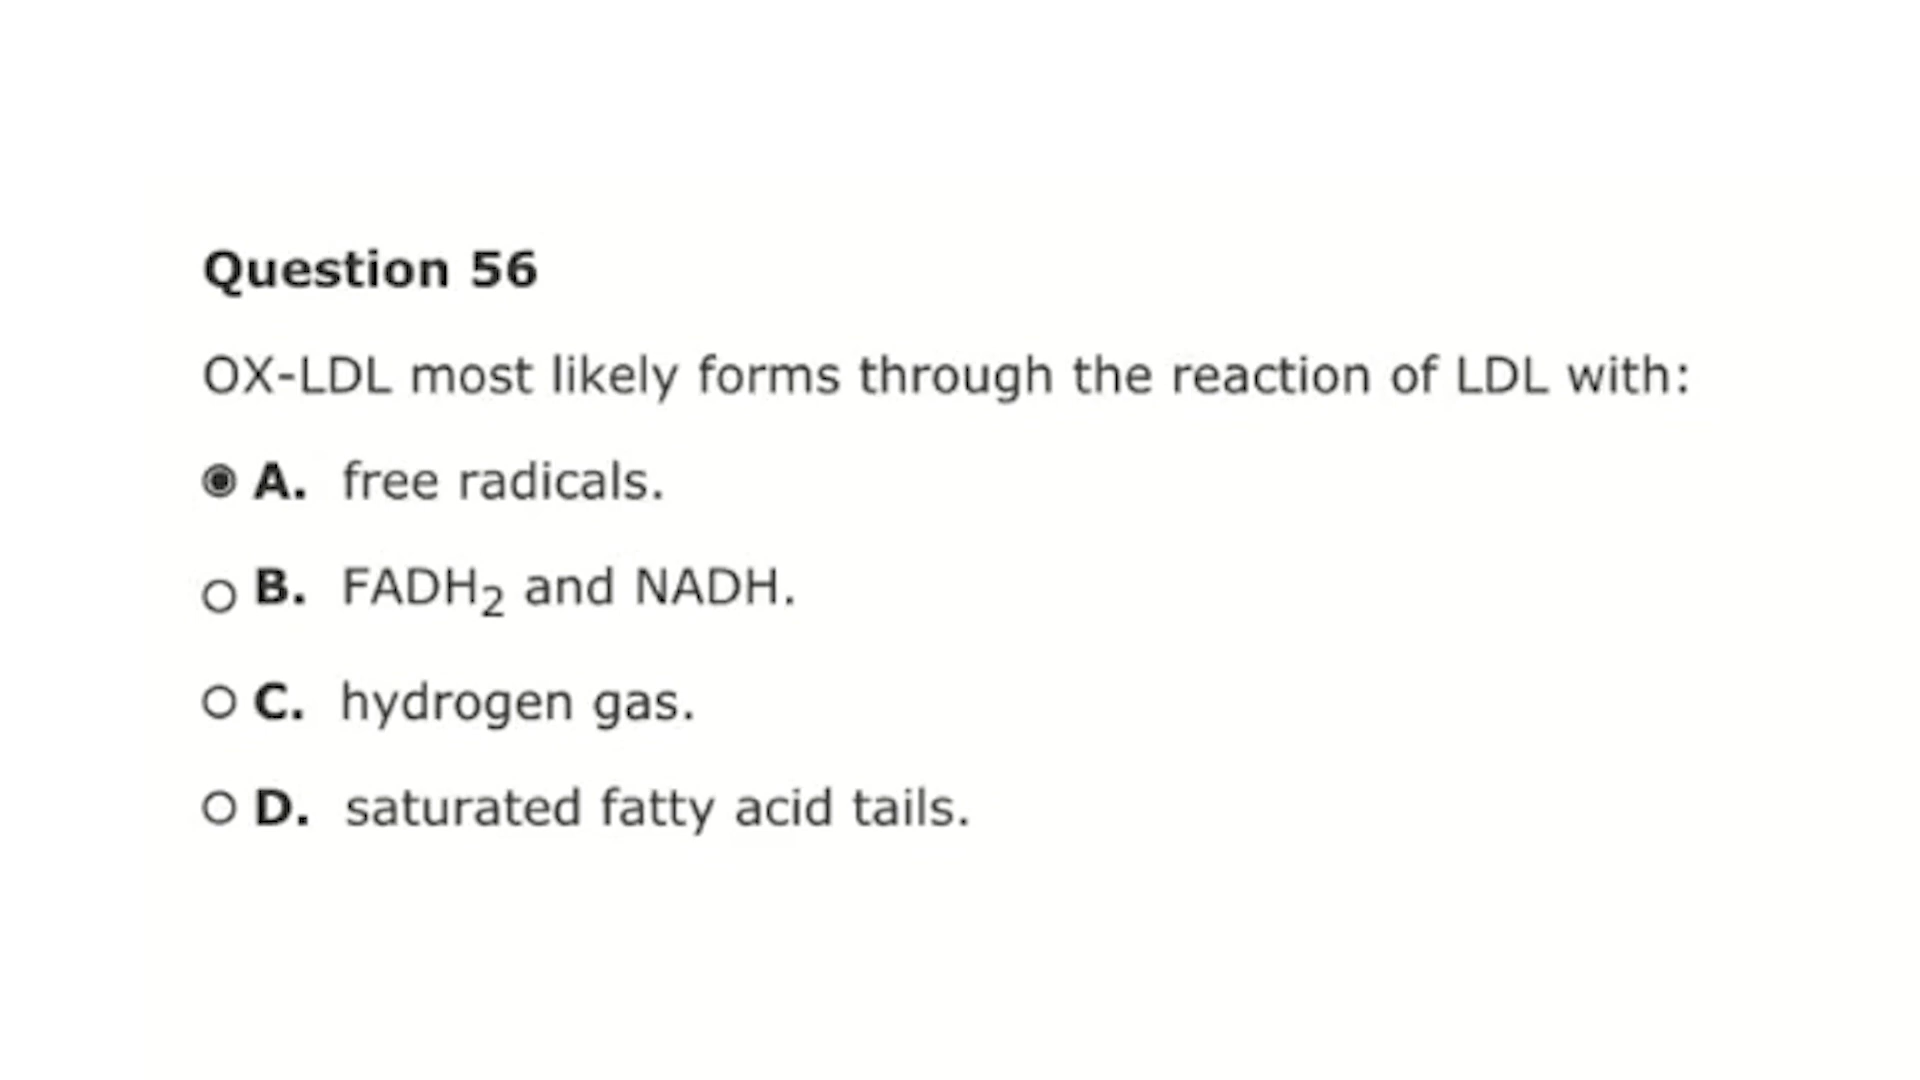 Question 56
OX-LDL most likely forms through the reaction of LDL with:
A. free radicals.
B. FADH₂ and NADH.
C. hydrogen gas.
D. saturated fatty acid tails.